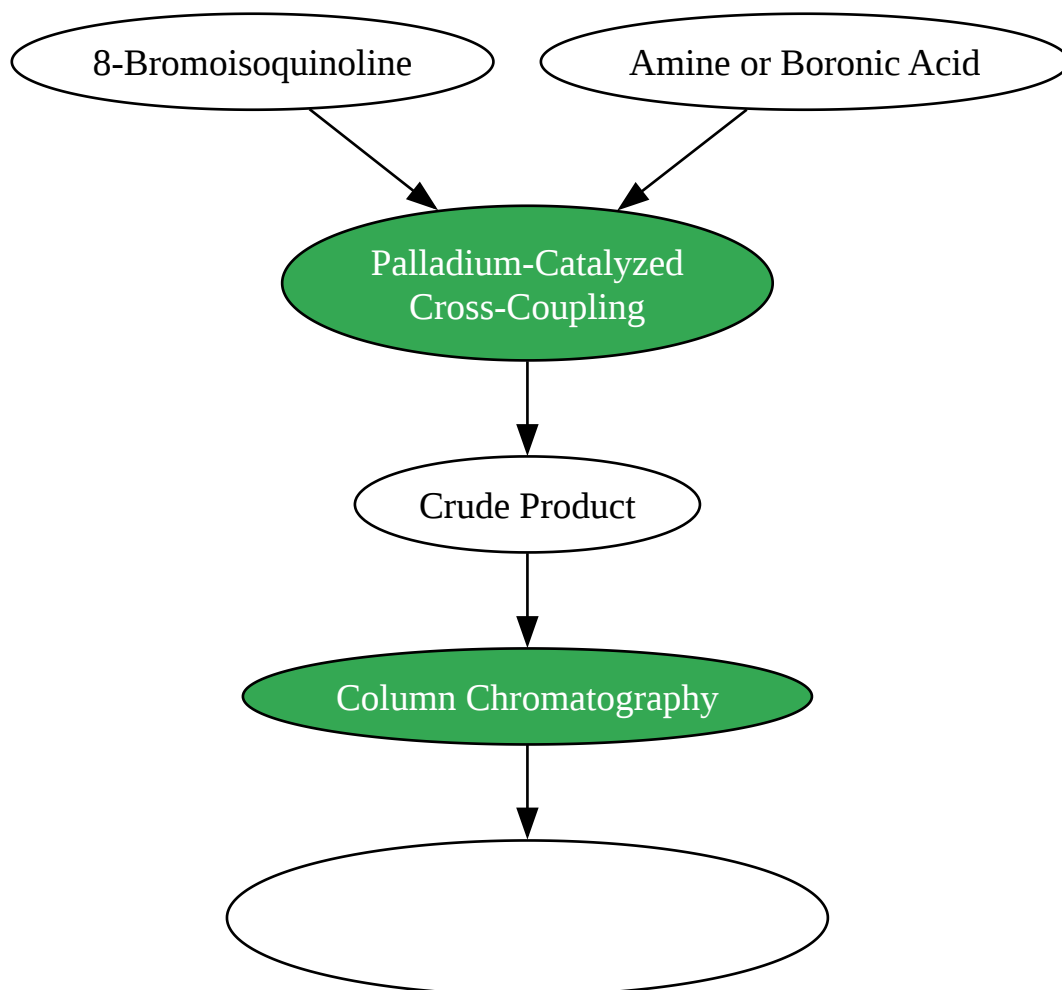 8-Bromoisoquinoline
Amine or Boronic Acid
Palladium-Catalyzed
Cross-Coupling
Crude Product
Column Chromatography